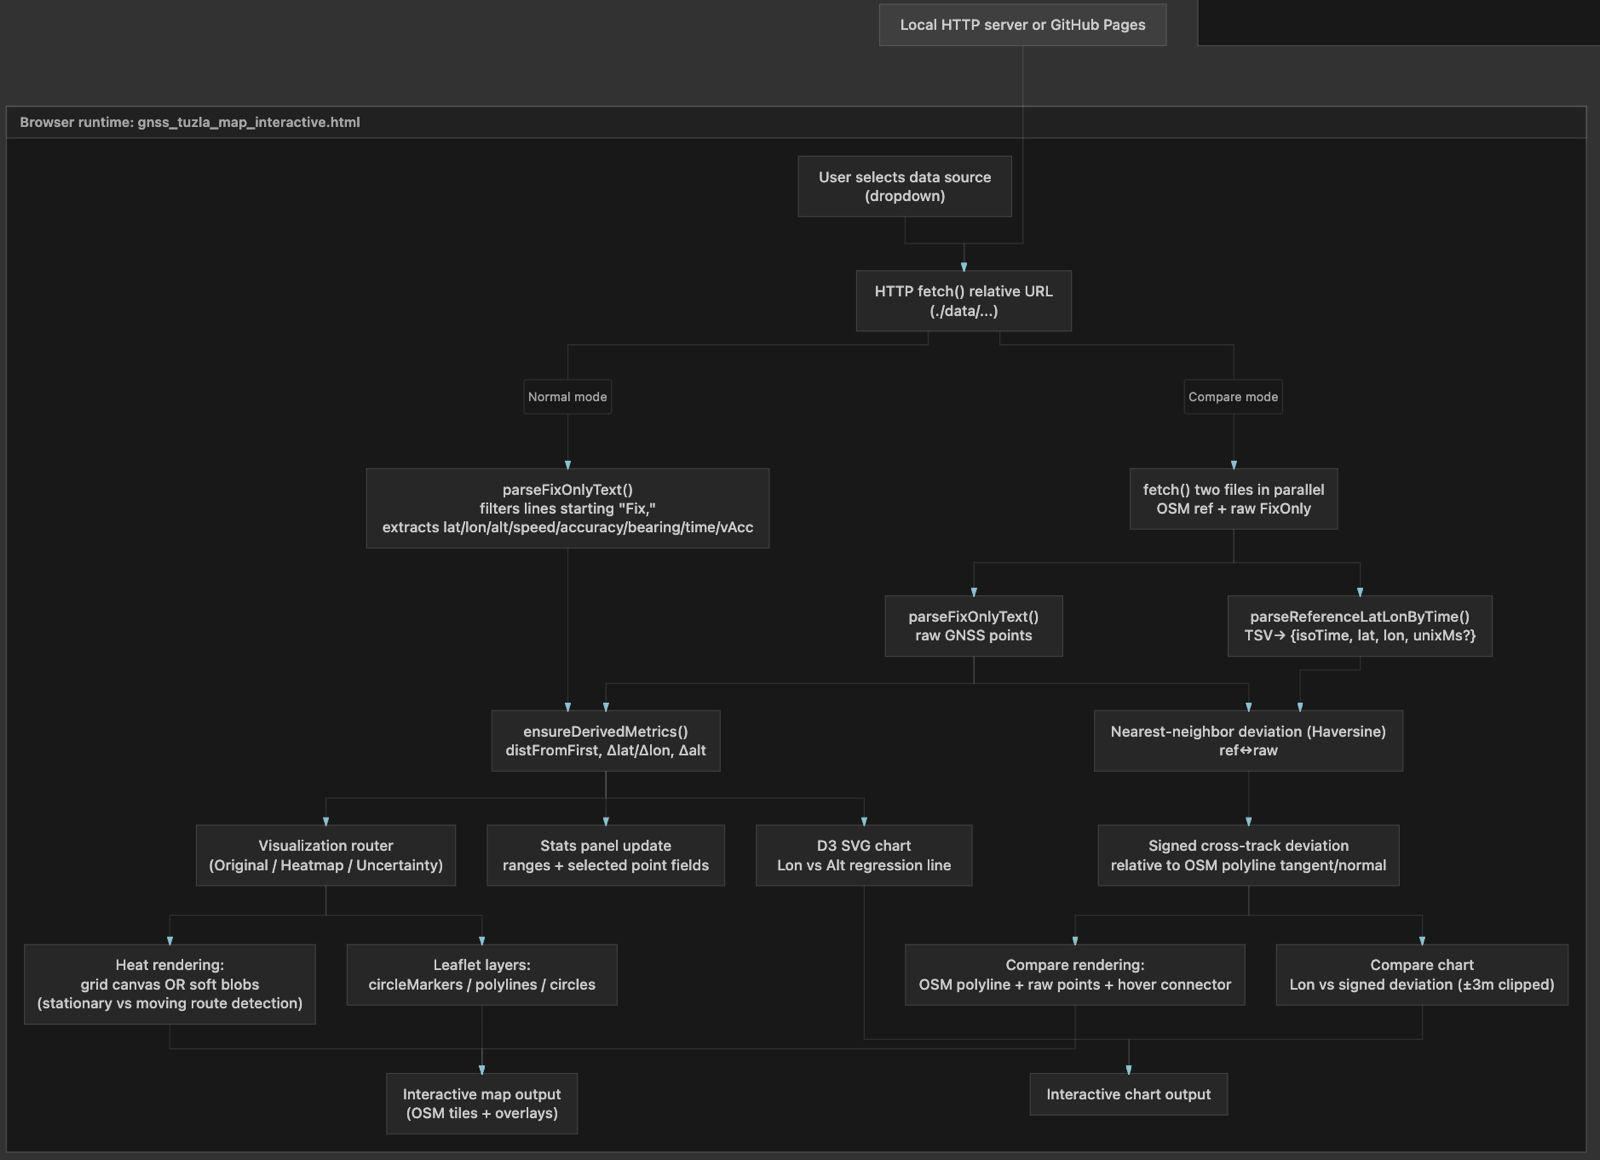 Local HTTP server or GitHub Pages
Browser runtime: gnss_tuzla_map_interactive.html
User selects data source
(dropdown)
HTTP fetch() relative URL
(./data/...)
Normal mode
Compare mode
parseFixOnlyText()
filters lines starting "Fix,"
extracts lat/lon/alt/speed/accuracy/bearing/time/vAcc
fetch() two files in parallel
OSM ref + raw FixOnly
parseFixOnlyText()
raw GNSS points
parseReferenceLatLonByTime()
TSV→ {isoTime, lat, lon, unixMs?}
ensureDerivedMetrics()
distFromFirst, Δlat/Δlon, Δalt
Nearest-neighbor deviation (Haversine)
ref↔raw
Visualization router
(Original / Heatmap / Uncertainty)
Stats panel update
ranges + selected point fields
D3 SVG chart
Lon vs Alt regression line
Signed cross-track deviation
relative to OSM polyline tangent/normal
Heat rendering:
grid canvas OR soft blobs
(stationary vs moving route detection)
Leaflet layers:
circleMarkers / polylines / circles
Compare rendering:
OSM polyline + raw points + hover connector
Compare chart
Lon vs signed deviation (±3m clipped)
Interactive map output
(OSM tiles + overlays)
Interactive chart output